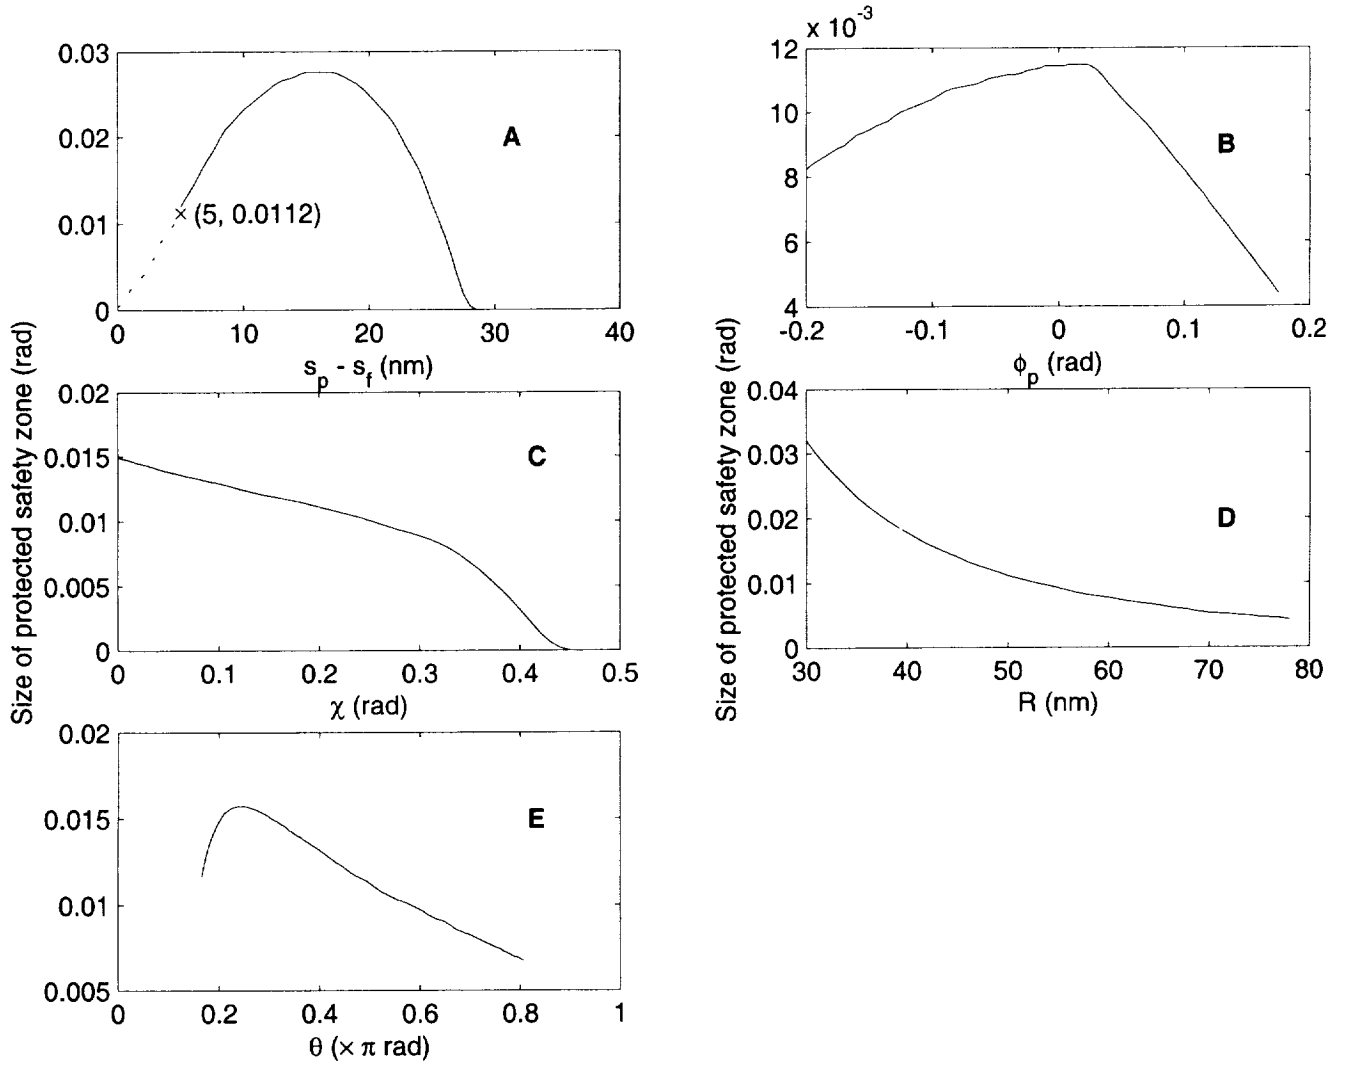 0.03
0.02
0.01
0
A
× (5, 0.0112)
0 10 20 30 40
s_p - s_f (nm)
x 10^-3
12
10
8
6
4
B
-0.2 -0.1 0 0.1 0.2
ϕ_p (rad)
Size of protected safety zone (rad)
0.02
0.015
0.01
0.005
0
C
0 0.1 0.2 0.3 0.4 0.5
χ (rad)
Size of protected safety zone (rad)
0.04
0.03
0.02
0.01
0
D
30 40 50 60 70 80
R (nm)
0.02
0.015
0.01
0.005
E
0 0.2 0.4 0.6 0.8 1
θ (× π rad)